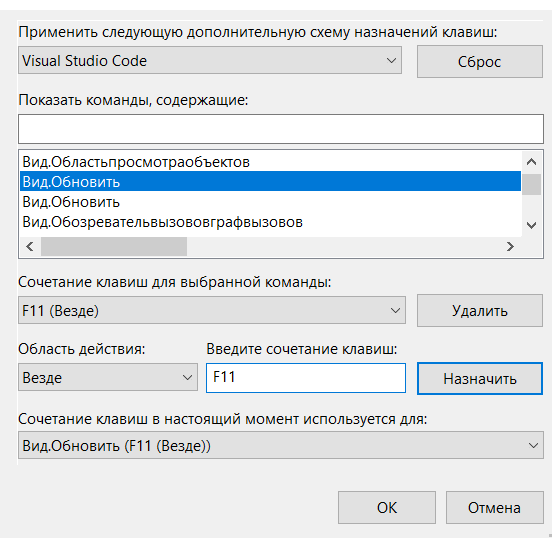 Применить следующую дополнительную схему назначений клавиш:
Visual Studio Code
Сброс
Показать команды, содержащие:
Вид.Областьпросмотраобъектов
Вид.Обновить
Вид.Обновить
Вид.Обозревательвызововграфвызовов
Сочетание клавиш для выбранной команды:
F11 (Везде)
Удалить
Область действия:
Введите сочетание клавиш:
Везде
F11
Назначить
Сочетание клавиш в настоящий момент используется для:
Вид.Обновить (F11 (Везде))
ОК
Отмена